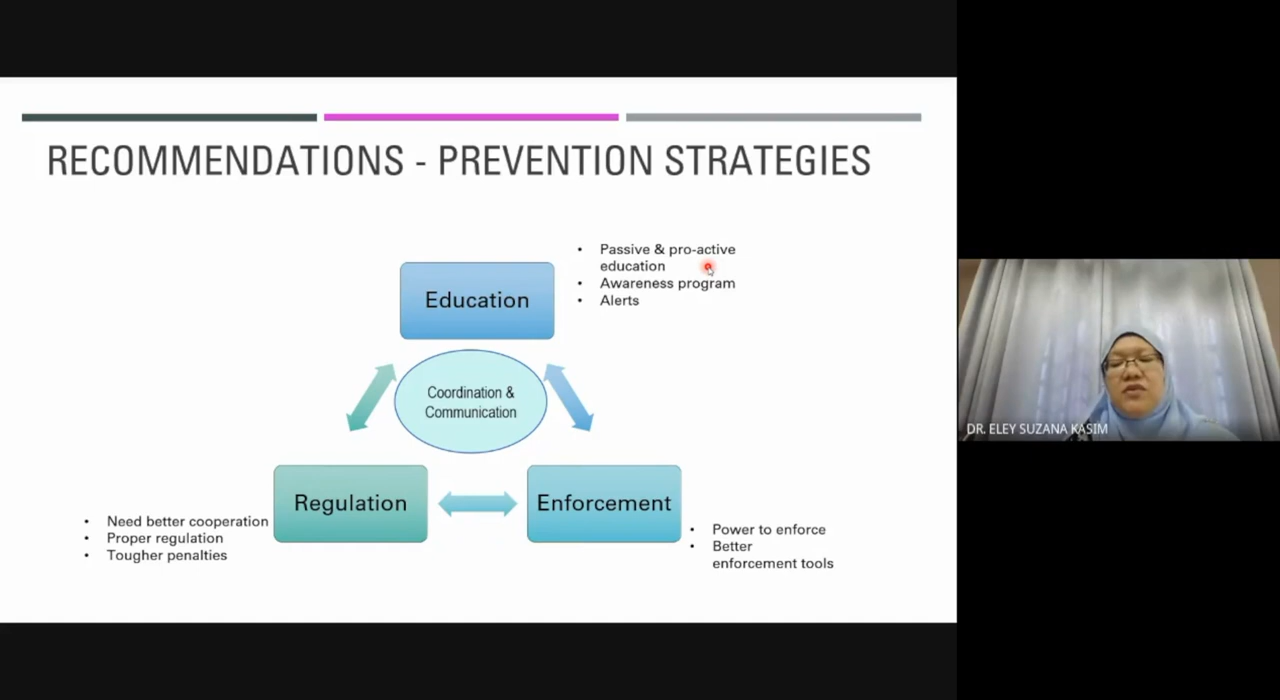 RECOMMENDATIONS - PREVENTION STRATEGIES
• Passive & pro-active
education
• Awareness program
• Alerts
Education
Coordination &
Communication
Regulation
Enforcement
• Need better cooperation
• Proper regulation
• Tougher penalties
• Power to enforce
• Better
enforcement tools
DR. ELEY SUZANA KASIM